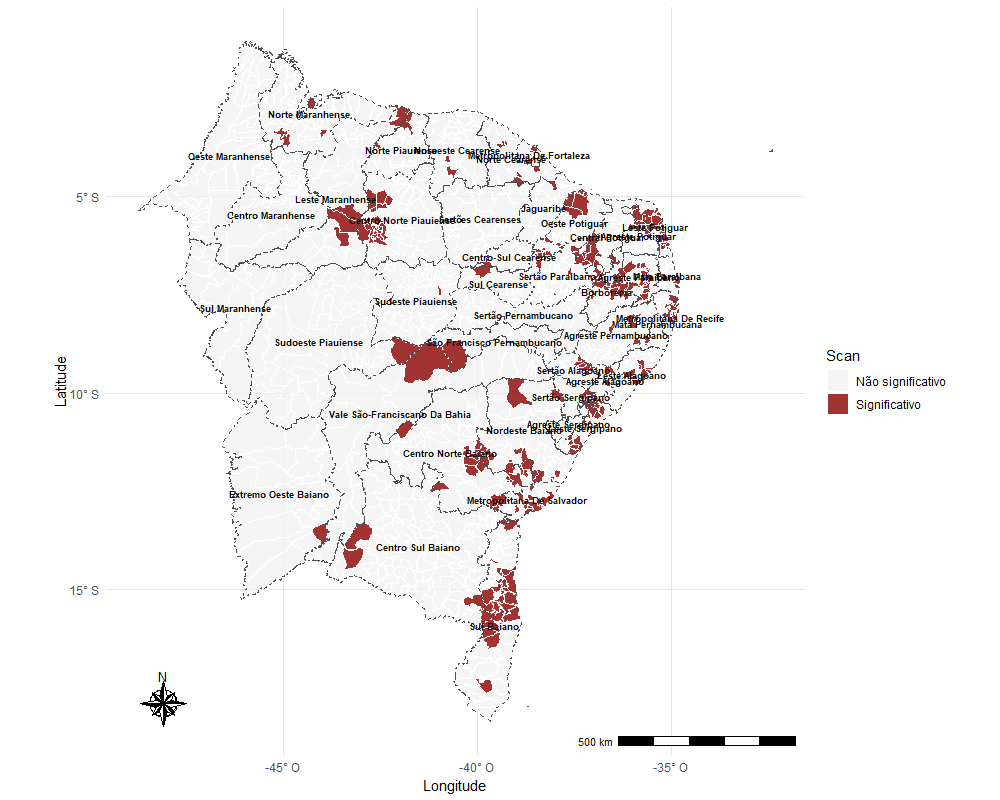 Norte Maranhense
Oeste Maranhense
Norte Piauiense
Noroeste Cearense
Metropolitana De Fortaleza
Norte Cearense
5° S
Leste Maranhense
Centro Maranhense
Centro-Norte Piauiense
Sertões Cearenses
Jaguaribe
Oeste Potiguar
Leste Potiguar
Central Potiguar
Agreste Potiguar
Centro-Sul Cearense
Sertão Paraibano
Agreste Paraibano
Mata Paraibana
Sul Cearense
Borborema
Sul Maranhense
Sudeste Piauiense
Sertão Pernambucano
Metropolitana De Recife
Mata Pernambucana
Agreste Pernambucano
Sudoeste Piauiense
São Francisco Pernambucano
Scan
Não significativo
Significativo
Sertão Alagoano
Leste Alagoano
Agreste Alagoano
Latitude
10° S
Sertão Sergipano
Vale São-Franciscano Da Bahia
Agreste Sergipano
Leste Sergipano
Nordeste Baiano
Centro Norte Baiano
Extremo Oeste Baiano
Metropolitana De Salvador
Centro Sul Baiano
15° S
Sul Baiano
N
500 km
-45° O
-40° O
-35° O
Longitude